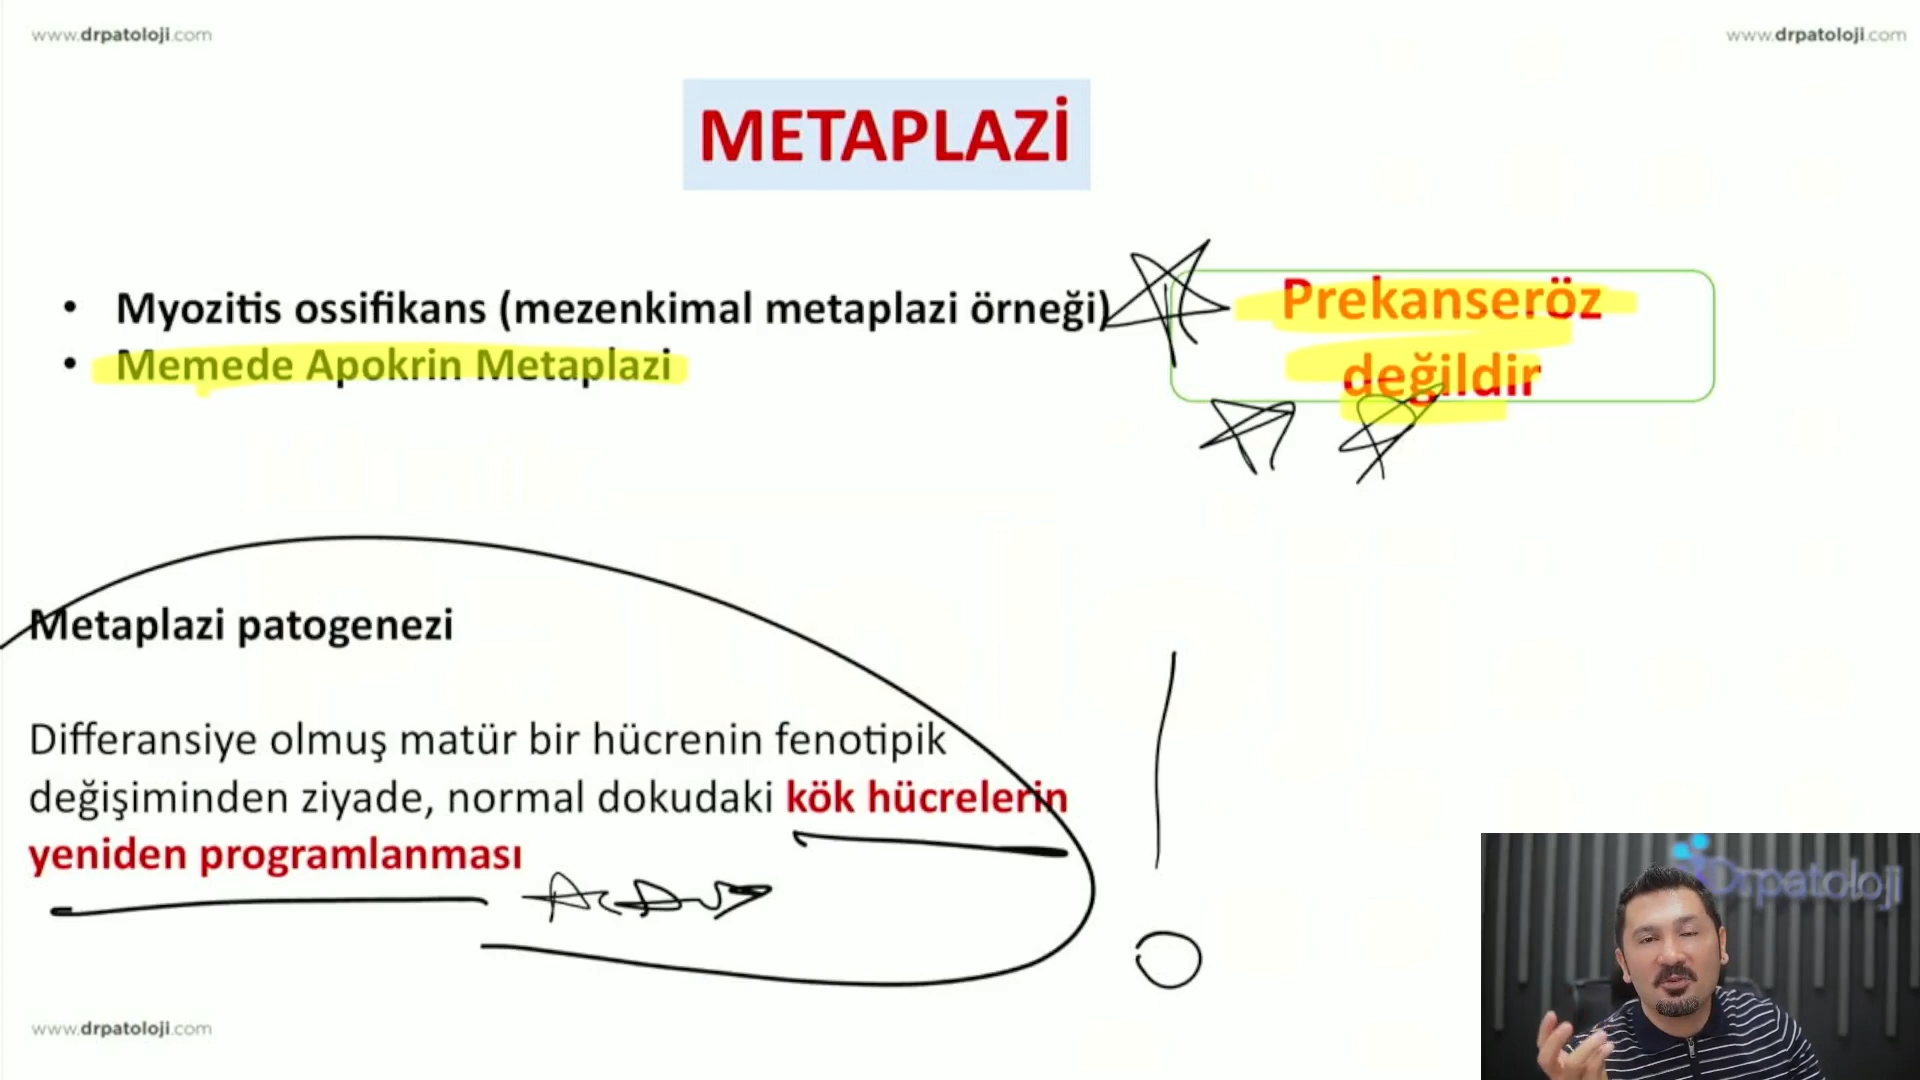 www.drpatoloji.com
www.drpatoloji.com
METAPLAZİ
• Myozitis ossifikans (mezenkimal metaplazi örneği)
• Memede Apokrin Metaplazi
Prekanseröz
değildir
Metaplazi patogenezi
Differansiye olmuş matür bir hücrenin fenotipik
değişiminden ziyade, normal dokudaki kök hücrelerin
yeniden programlanması
Drpatoloji
www.drpatoloji.com